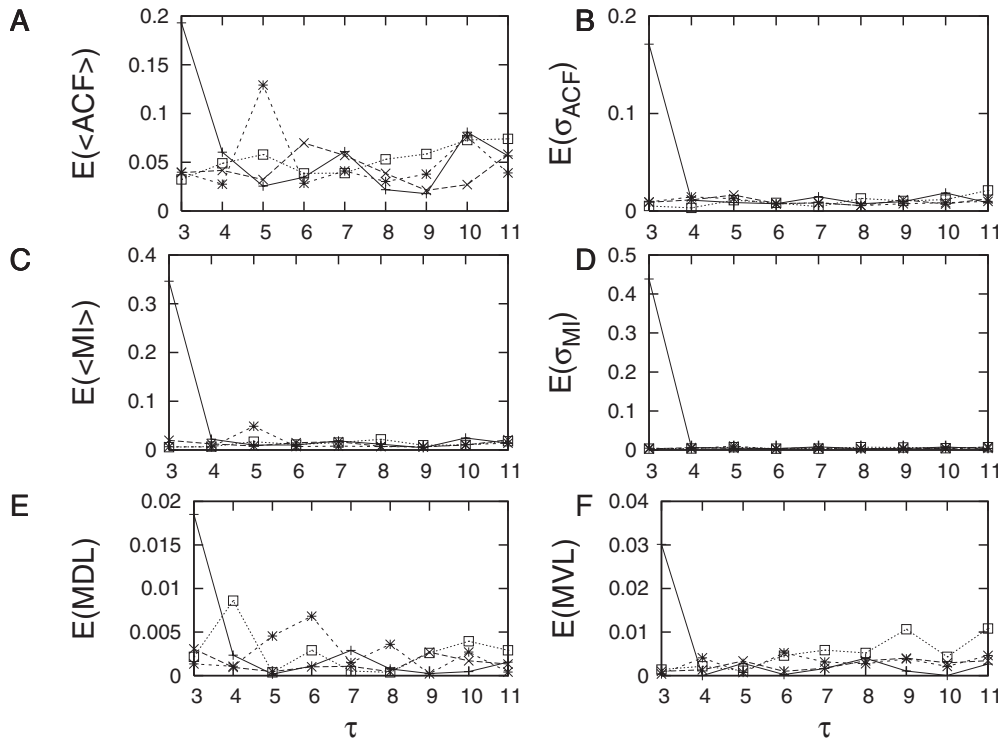 A
E(<ACF>)
0.2
0.15
0.1
0.05
0
3 4 5 6 7 8 9 10 11
B
E(σACF)
0.2
0.1
0
3 4 5 6 7 8 9 10 11
C
E(<MI>)
0.4
0.3
0.2
0.1
0
3 4 5 6 7 8 9 10 11
D
E(σMI)
0.5
0.4
0.3
0.2
0.1
0
3 4 5 6 7 8 9 10 11
E
E(MDL)
0.02
0.015
0.01
0.005
0
3 4 5 6 7 8 9 10 11
τ
F
E(MVL)
0.04
0.03
0.02
0.01
0
3 4 5 6 7 8 9 10 11
τ